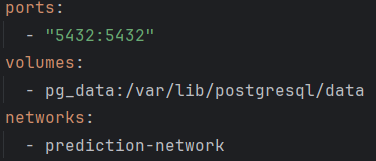 ports:
  - "5432:5432"
volumes:
  - pg_data:/var/lib/postgresql/data
networks:
  - prediction-network